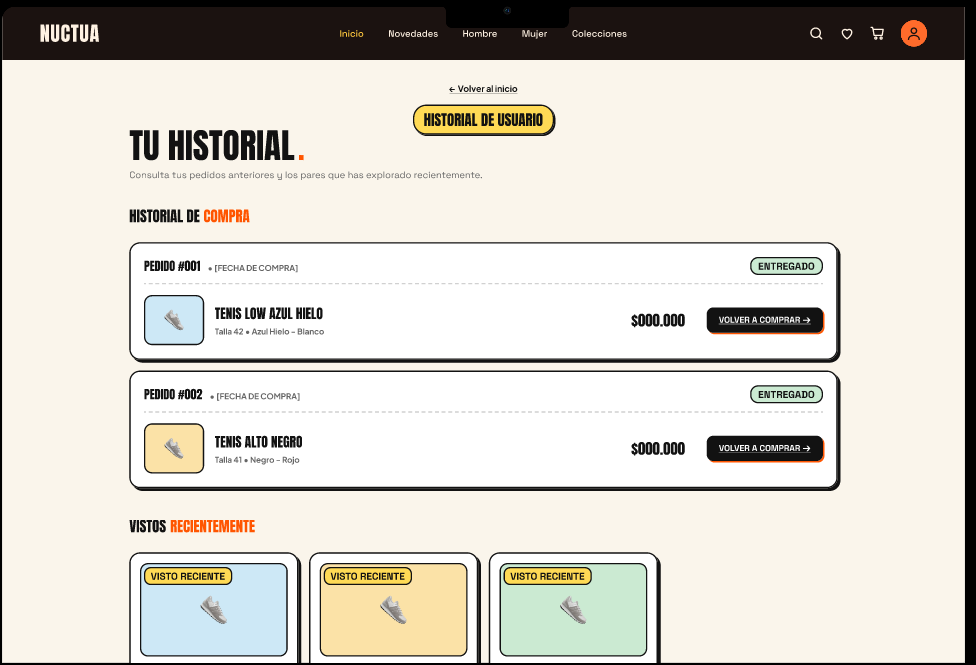 NUCTUA
Inicio Novedades Hombre Mujer Colecciones
← Volver al inicio
HISTORIAL DE USUARIO
TU HISTORIAL.
Consulta tus pedidos anteriores y los pares que has explorado recientemente.
HISTORIAL DE COMPRA
PEDIDO #001 • [FECHA DE COMPRA] ENTREGADO
TENIS LOW AZUL HIELO
Talla 42 • Azul Hielo – Blanco
$000.000 VOLVER A COMPRAR →
PEDIDO #002 • [FECHA DE COMPRA] ENTREGADO
TENIS ALTO NEGRO
Talla 41 • Negro – Rojo
$000.000 VOLVER A COMPRAR →
VISTOS RECIENTEMENTE
VISTO RECIENTE VISTO RECIENTE VISTO RECIENTE